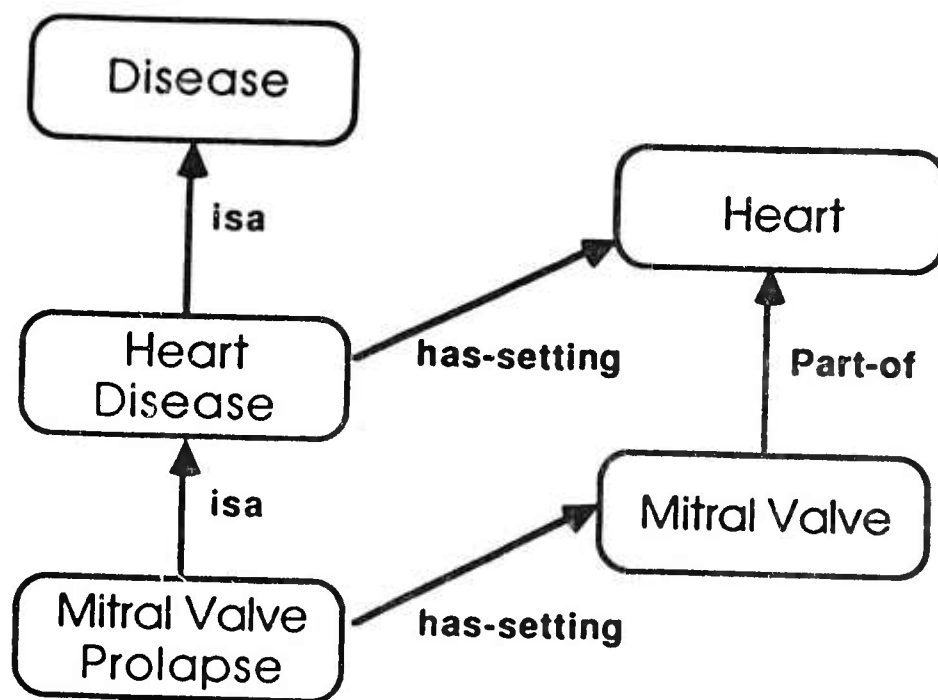 Disease
isa
Heart
Heart
Disease
has-setting
Part-of
isa
Mitral Valve
Mitral Valve
Prolapse
has-setting